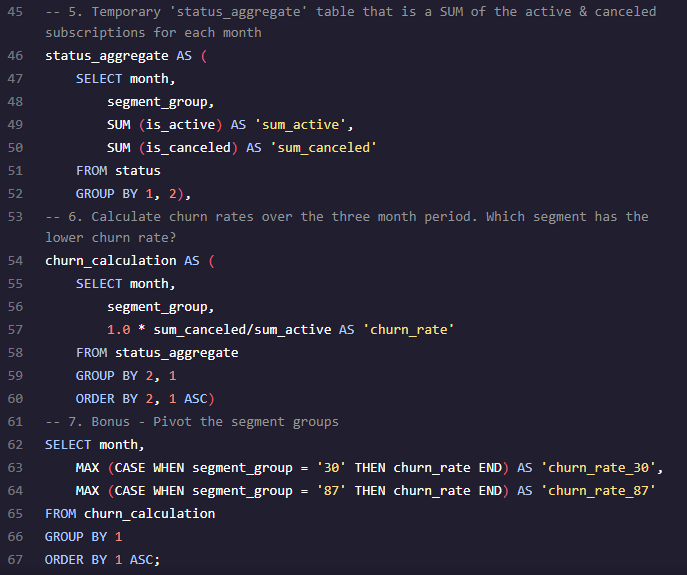 45 -- 5. Temporary 'status_aggregate' table that is a SUM of the active & canceled
subscriptions for each month
46 status_aggregate AS (
47     SELECT month,
48         segment_group,
49         SUM (is_active) AS 'sum_active',
50         SUM (is_canceled) AS 'sum_canceled'
51     FROM status
52     GROUP BY 1, 2),
53 -- 6. Calculate churn rates over the three month period. Which segment has the
lower churn rate?
54 churn_calculation AS (
55     SELECT month,
56         segment_group,
57         1.0 * sum_canceled/sum_active AS 'churn_rate'
58     FROM status_aggregate
59     GROUP BY 2, 1
60     ORDER BY 2, 1 ASC)
61 -- 7. Bonus - Pivot the segment groups
62 SELECT month,
63     MAX (CASE WHEN segment_group = '30' THEN churn_rate END) AS 'churn_rate_30',
64     MAX (CASE WHEN segment_group = '87' THEN churn_rate END) AS 'churn_rate_87'
65 FROM churn_calculation
66 GROUP BY 1
67 ORDER BY 1 ASC;